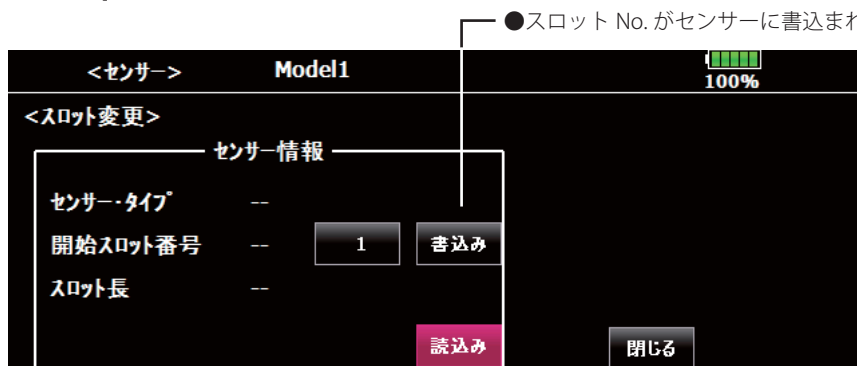 ●スロット No. がセンサーに書込まれ
<センサー> Model1 100%
<スロット変更>
センサー情報
センサー・タイプ --
開始スロット番号 -- 1 書込み
スロット長 --
読込み 閉じる